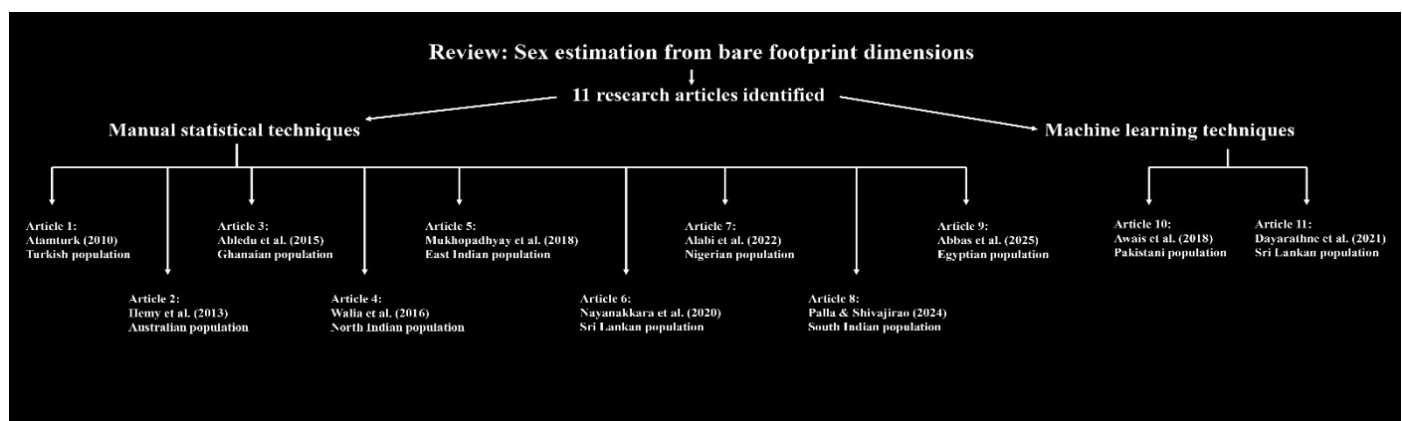 Review: Sex estimation from bare footprint dimensions
11 research articles identified
Manual statistical techniques
Machine learning techniques
Article 1:
Atamturk (2010)
Turkish population
Article 2:
Hemy et al. (2013)
Australian population
Article 3:
Abledu et al. (2015)
Ghanaian population
Article 4:
Walia et al. (2016)
North Indian population
Article 5:
Mukhopadhyay et al. (2018)
East Indian population
Article 6:
Nayanakkara et al. (2020)
Sri Lankan population
Article 7:
Alabi et al. (2022)
Nigerian population
Article 8:
Palla & Shivajirao (2024)
South Indian population
Article 9:
Abbas et al. (2025)
Egyptian population
Article 10:
Awais et al. (2018)
Pakistani population
Article 11:
Dayarathne et al. (2021)
Sri Lankan population